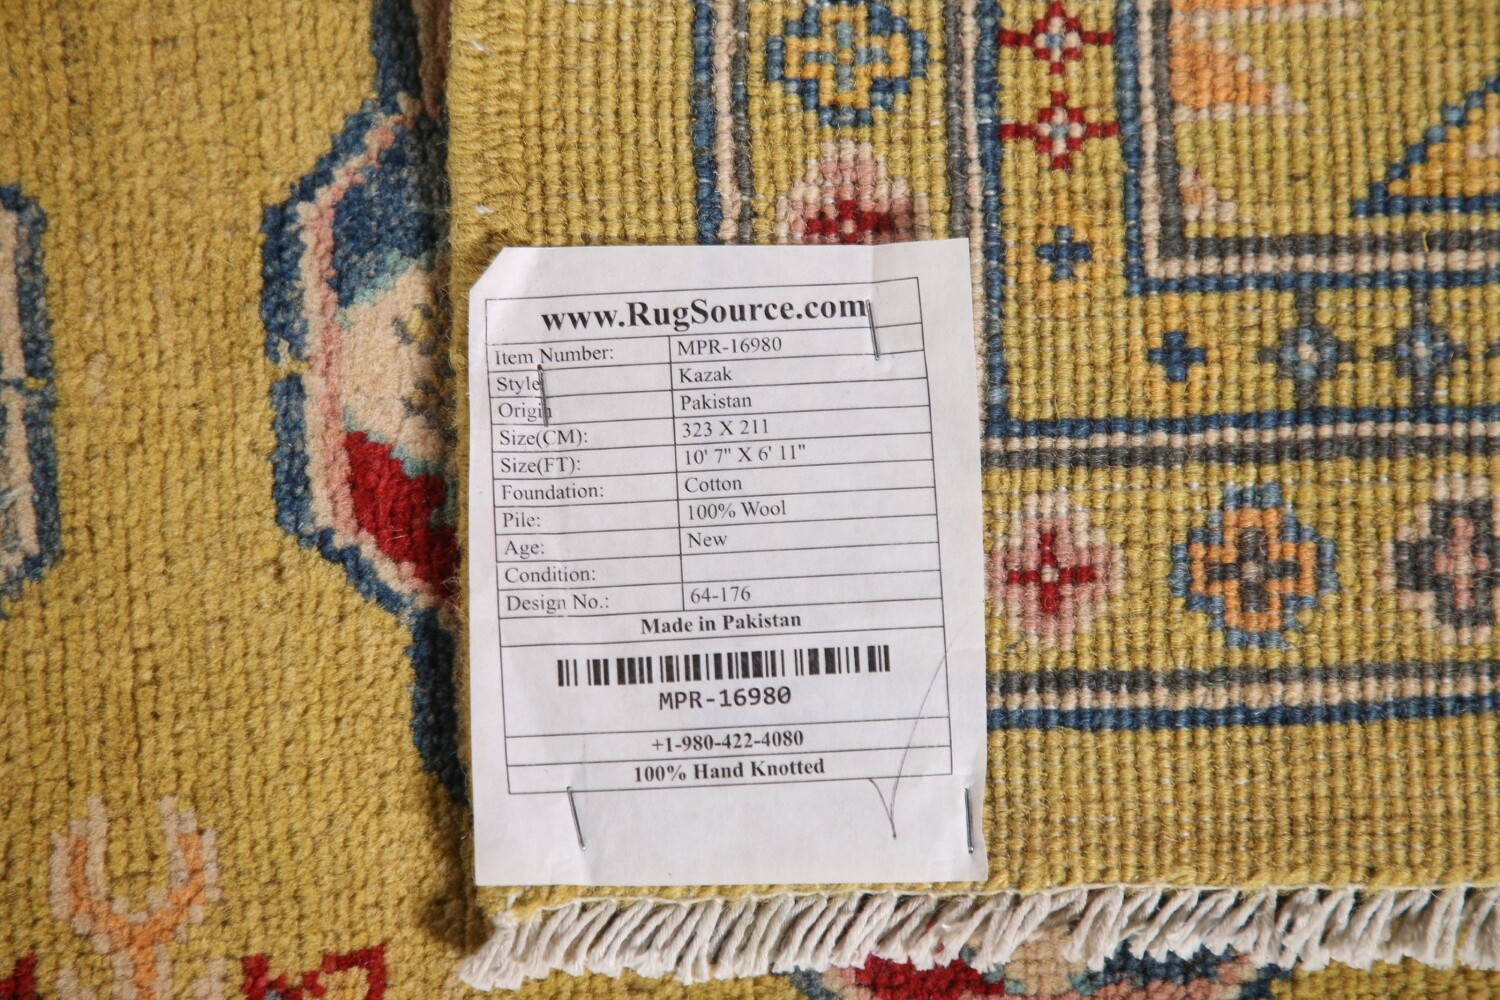 www.RugSource.com
Item Number: MPR-16980
Style Kazak
Origin Pakistan
Size(CM): 323 X 211
Size(FT): 10' 7" X 6' 11"
Foundation: Cotton
Pile: 100% Wool
Age: New
Condition:
Design No.: 64-176
Made in Pakistan
MPR-16980
+1-980-422-4080
100% Hand Knotted